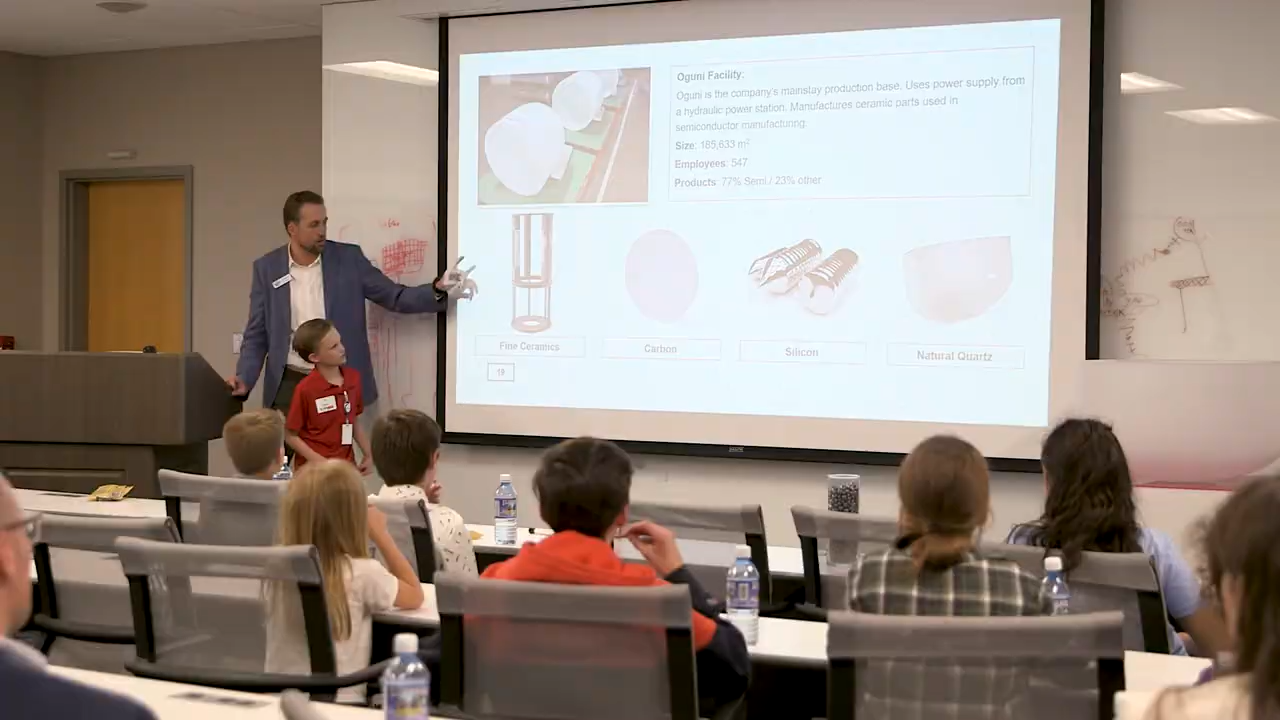 Oguni Facility:
Oguni is the company's mainstay production base. Uses power supply from
a hydraulic power station. Manufactures ceramic parts used in
semiconductor manufacturing.
Size: 185,633 m²
Employees: 547
Products: 77% Semi / 23% other
Fine Ceramics
Carbon
Silicon
Natural Quartz
19